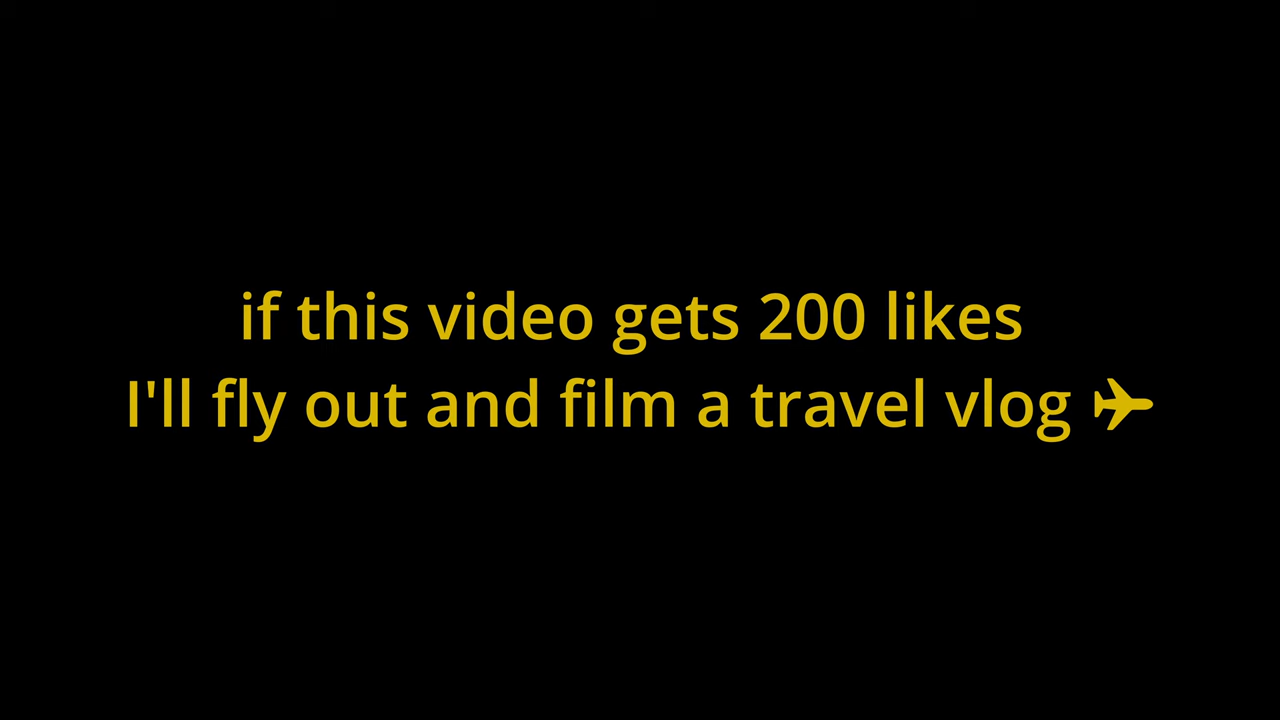 if this video gets 200 likes
I'll fly out and film a travel vlog ✈